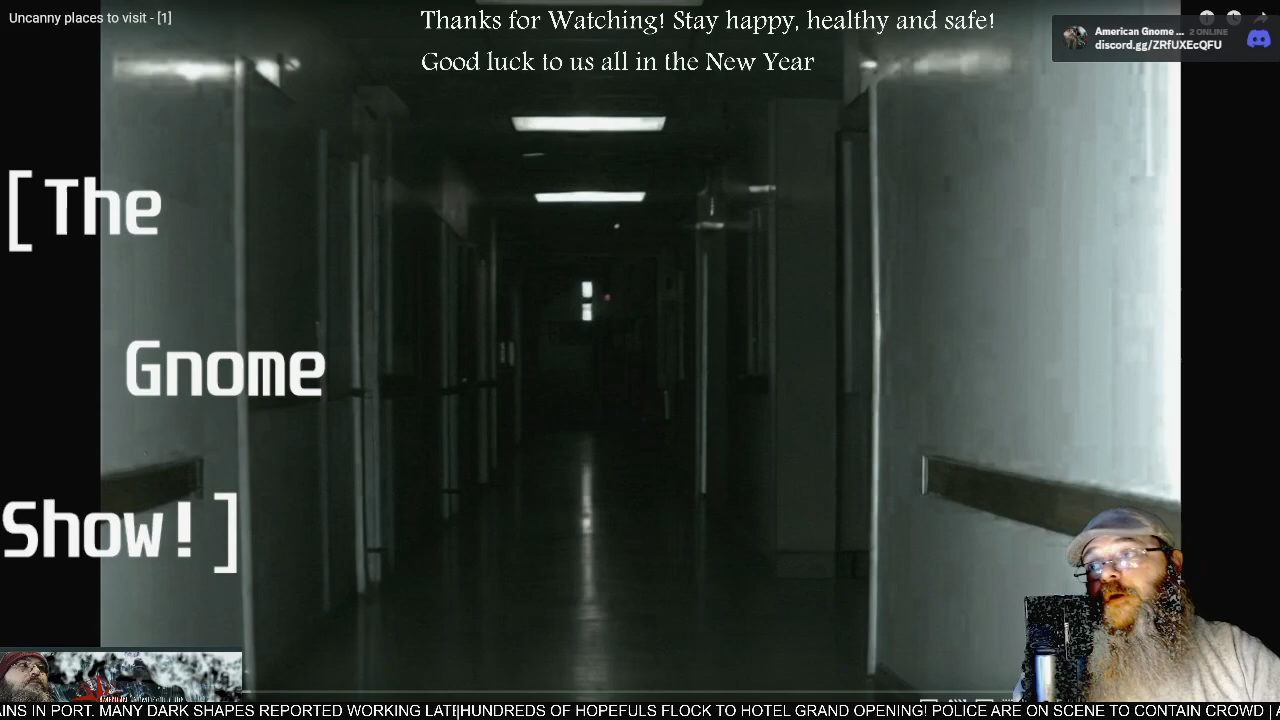 Uncanny places to visit - [1]
Thanks for Watching! Stay happy, healthy and safe!
Good luck to us all in the New Year
American Gnome ... 2 ONLINE
discord.gg/ZRfUXEcQFU
[The
Gnome
Show!]
AINS IN PORT. MANY DARK SHAPES REPORTED WORKING LATE|HUNDREDS OF HOPEFULS FLOCK TO HOTEL GRAND OPENING! POLICE ARE ON SCENE TO CONTAIN CROWD | A